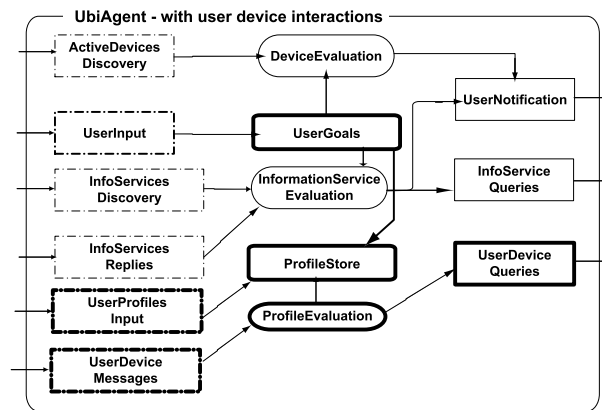 UbiAgent - with user device interactions
ActiveDevices
Discovery
DeviceEvaluation
UserNotification
UserInput
UserGoals
InfoServices
Discovery
InformationService
Evaluation
InfoService
Queries
InfoServices
Replies
ProfileStore
UserDevice
Queries
UserProfiles
Input
ProfileEvaluation
UserDevice
Messages